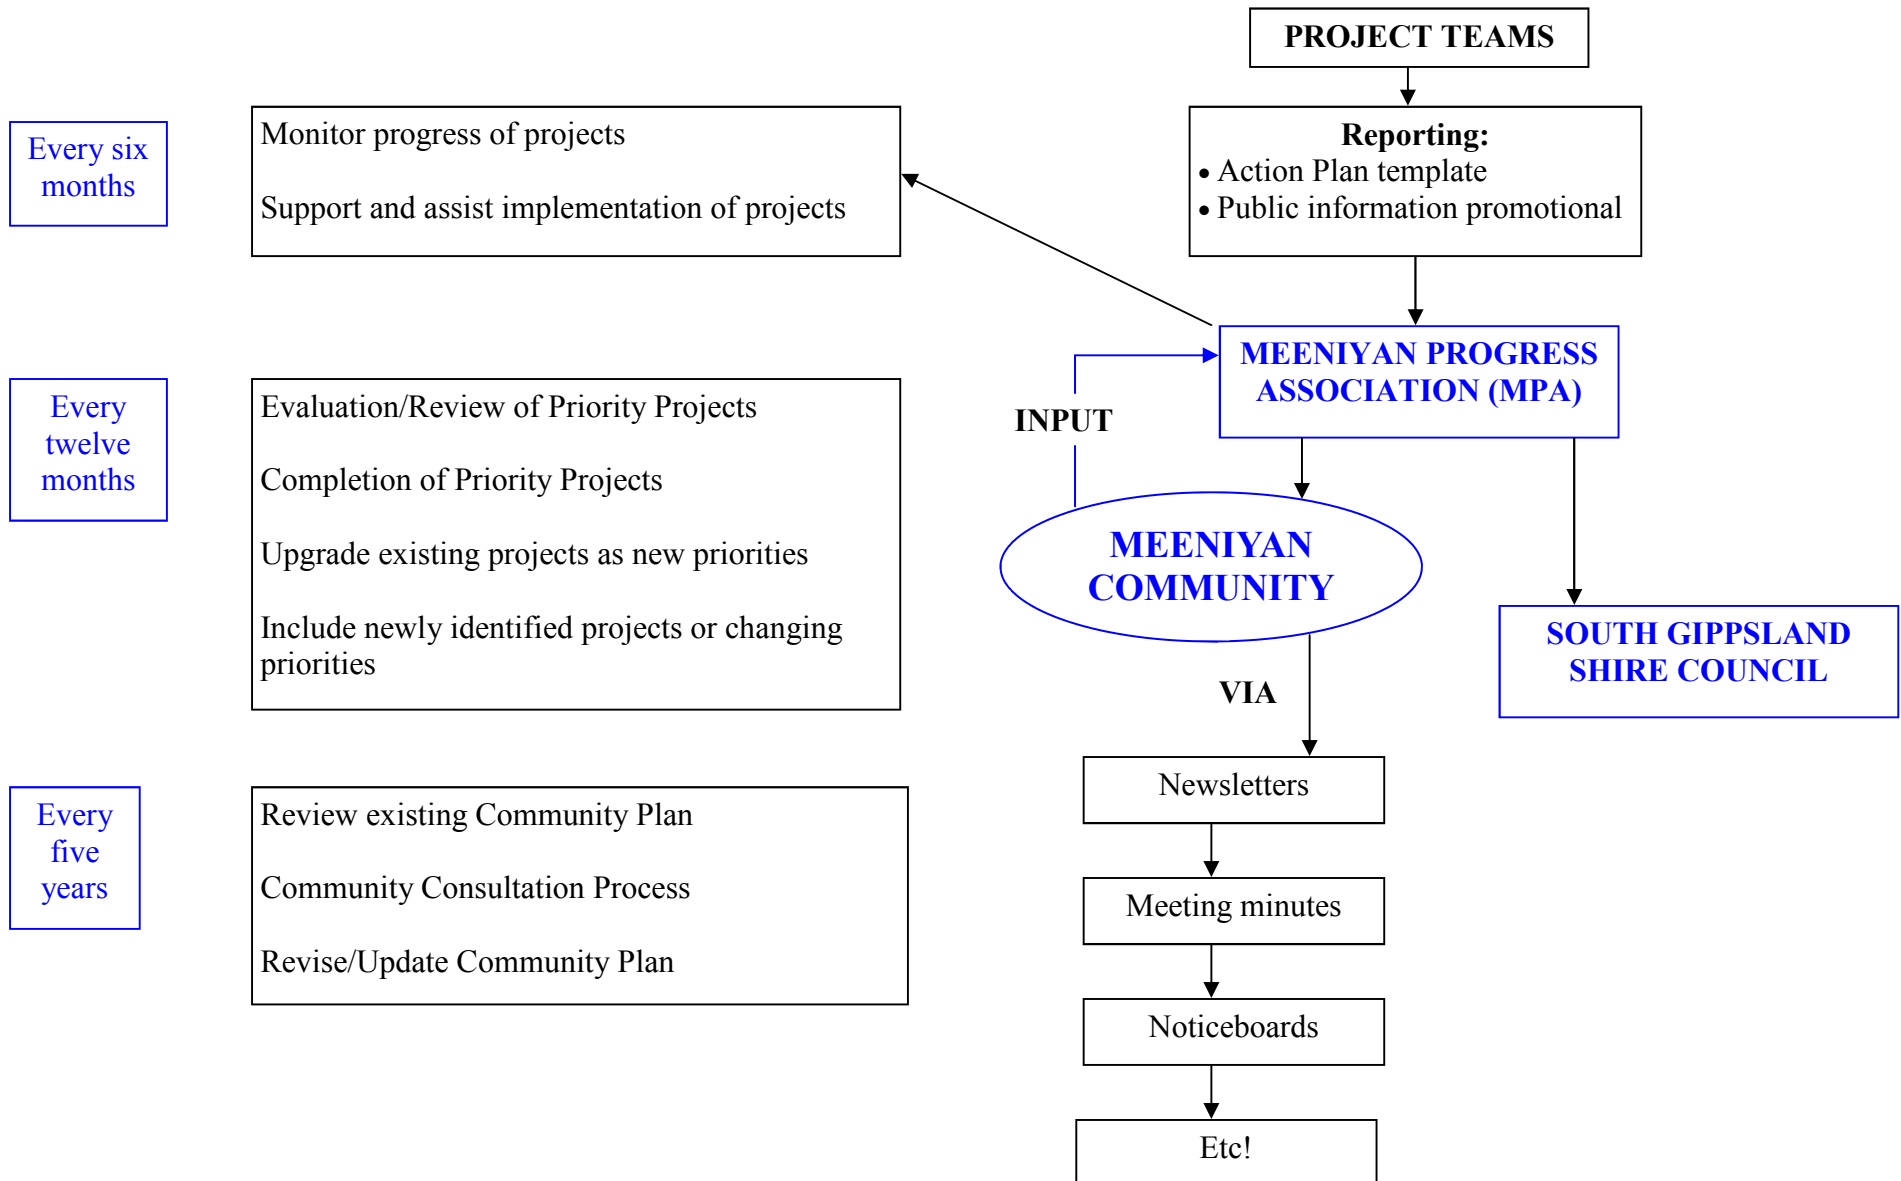 PROJECT TEAMS
Every six
months
Monitor progress of projects
Support and assist implementation of projects
Reporting:
• Action Plan template
• Public information promotional
MEENIYAN PROGRESS
ASSOCIATION (MPA)
Every
twelve
months
Evaluation/Review of Priority Projects
Completion of Priority Projects
Upgrade existing projects as new priorities
Include newly identified projects or changing
priorities
INPUT
MEENIYAN
COMMUNITY
SOUTH GIPPSLAND
SHIRE COUNCIL
VIA
Every
five
years
Review existing Community Plan
Community Consultation Process
Revise/Update Community Plan
Newsletters
Meeting minutes
Noticeboards
Etc!